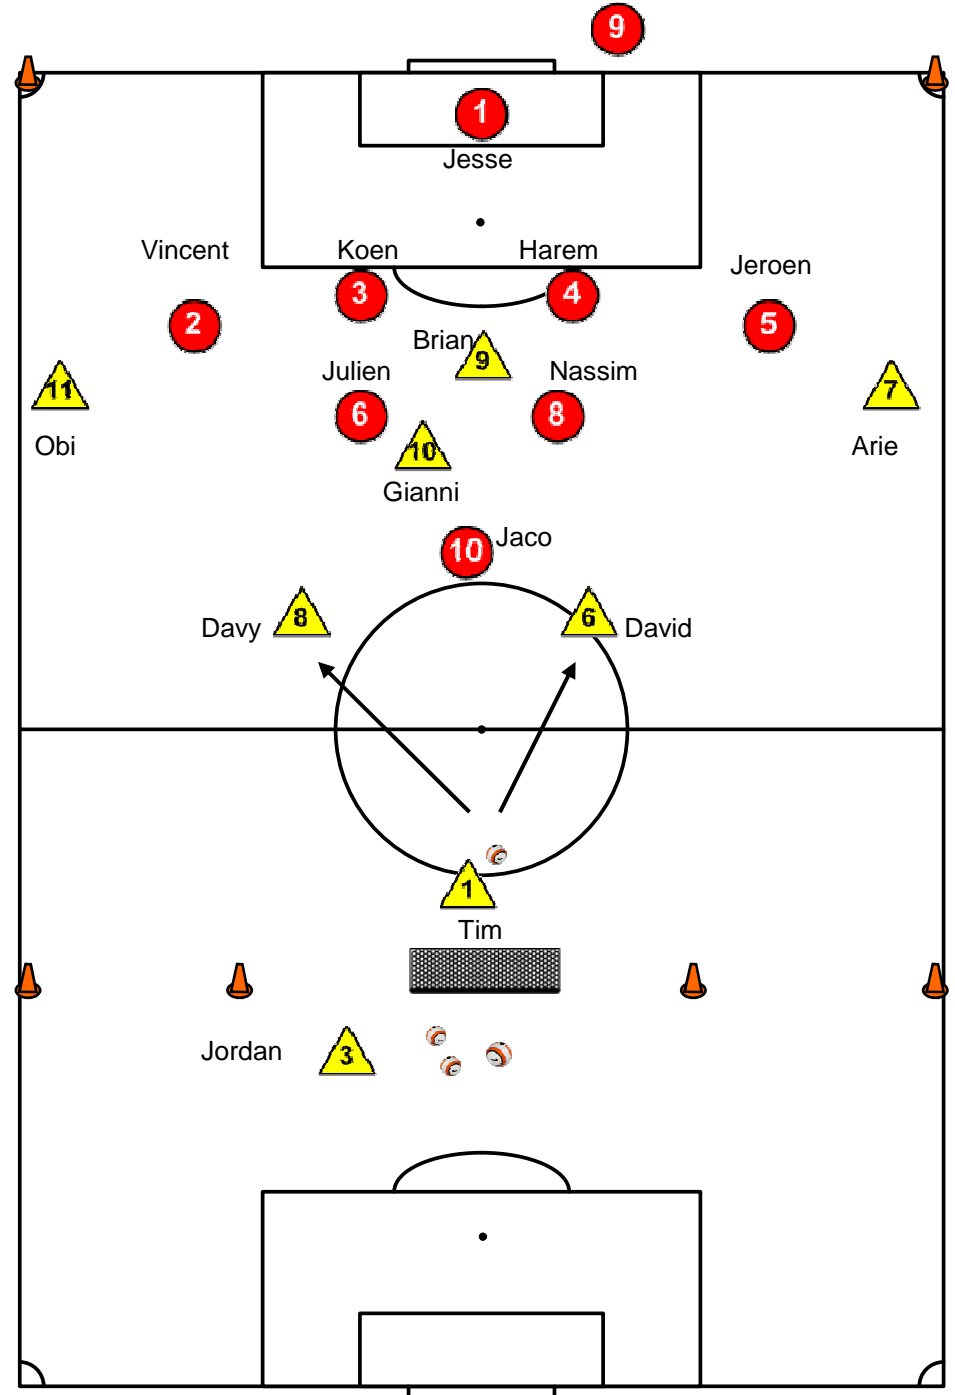 9
1
Jesse
Vincent
Koen
Harem
Jeroen
2
3
4
5
Brian
9
Julien
Nassim
11
7
6
8
Obi
10
Arie
Gianni
10
Jaco
Davy
8
6
David
1
Tim
Jordan
3